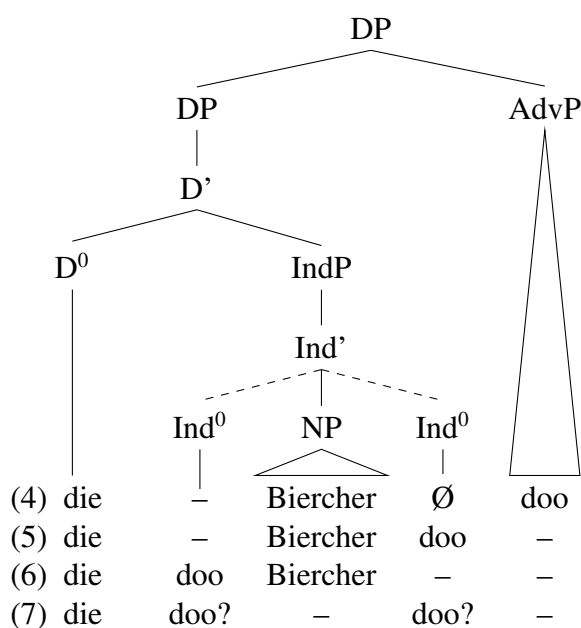 DP
DP AdvP
D’
D⁰ IndP
Ind’
Ind⁰ NP Ind⁰
(4) die – Biercher Ø doo
(5) die – Biercher doo –
(6) die doo Biercher – –
(7) die doo? – doo? –